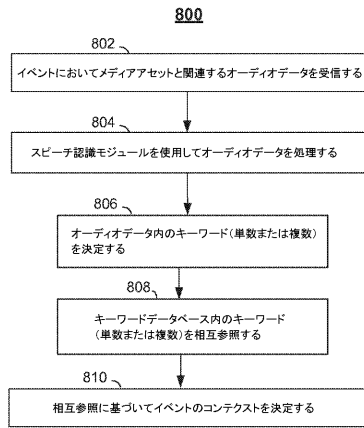 800
802
イベントにおいてメディアアセットと関連するオーディオデータを受信する
804
スピーチ認識モジュールを使用してオーディオデータを処理する
806
オーディオデータ内のキーワード(単数または複数)
を決定する
808
キーワードデータベース内のキーワード
(単数または複数)を相互参照する
810
相互参照に基づいてイベントのコンテクストを決定する